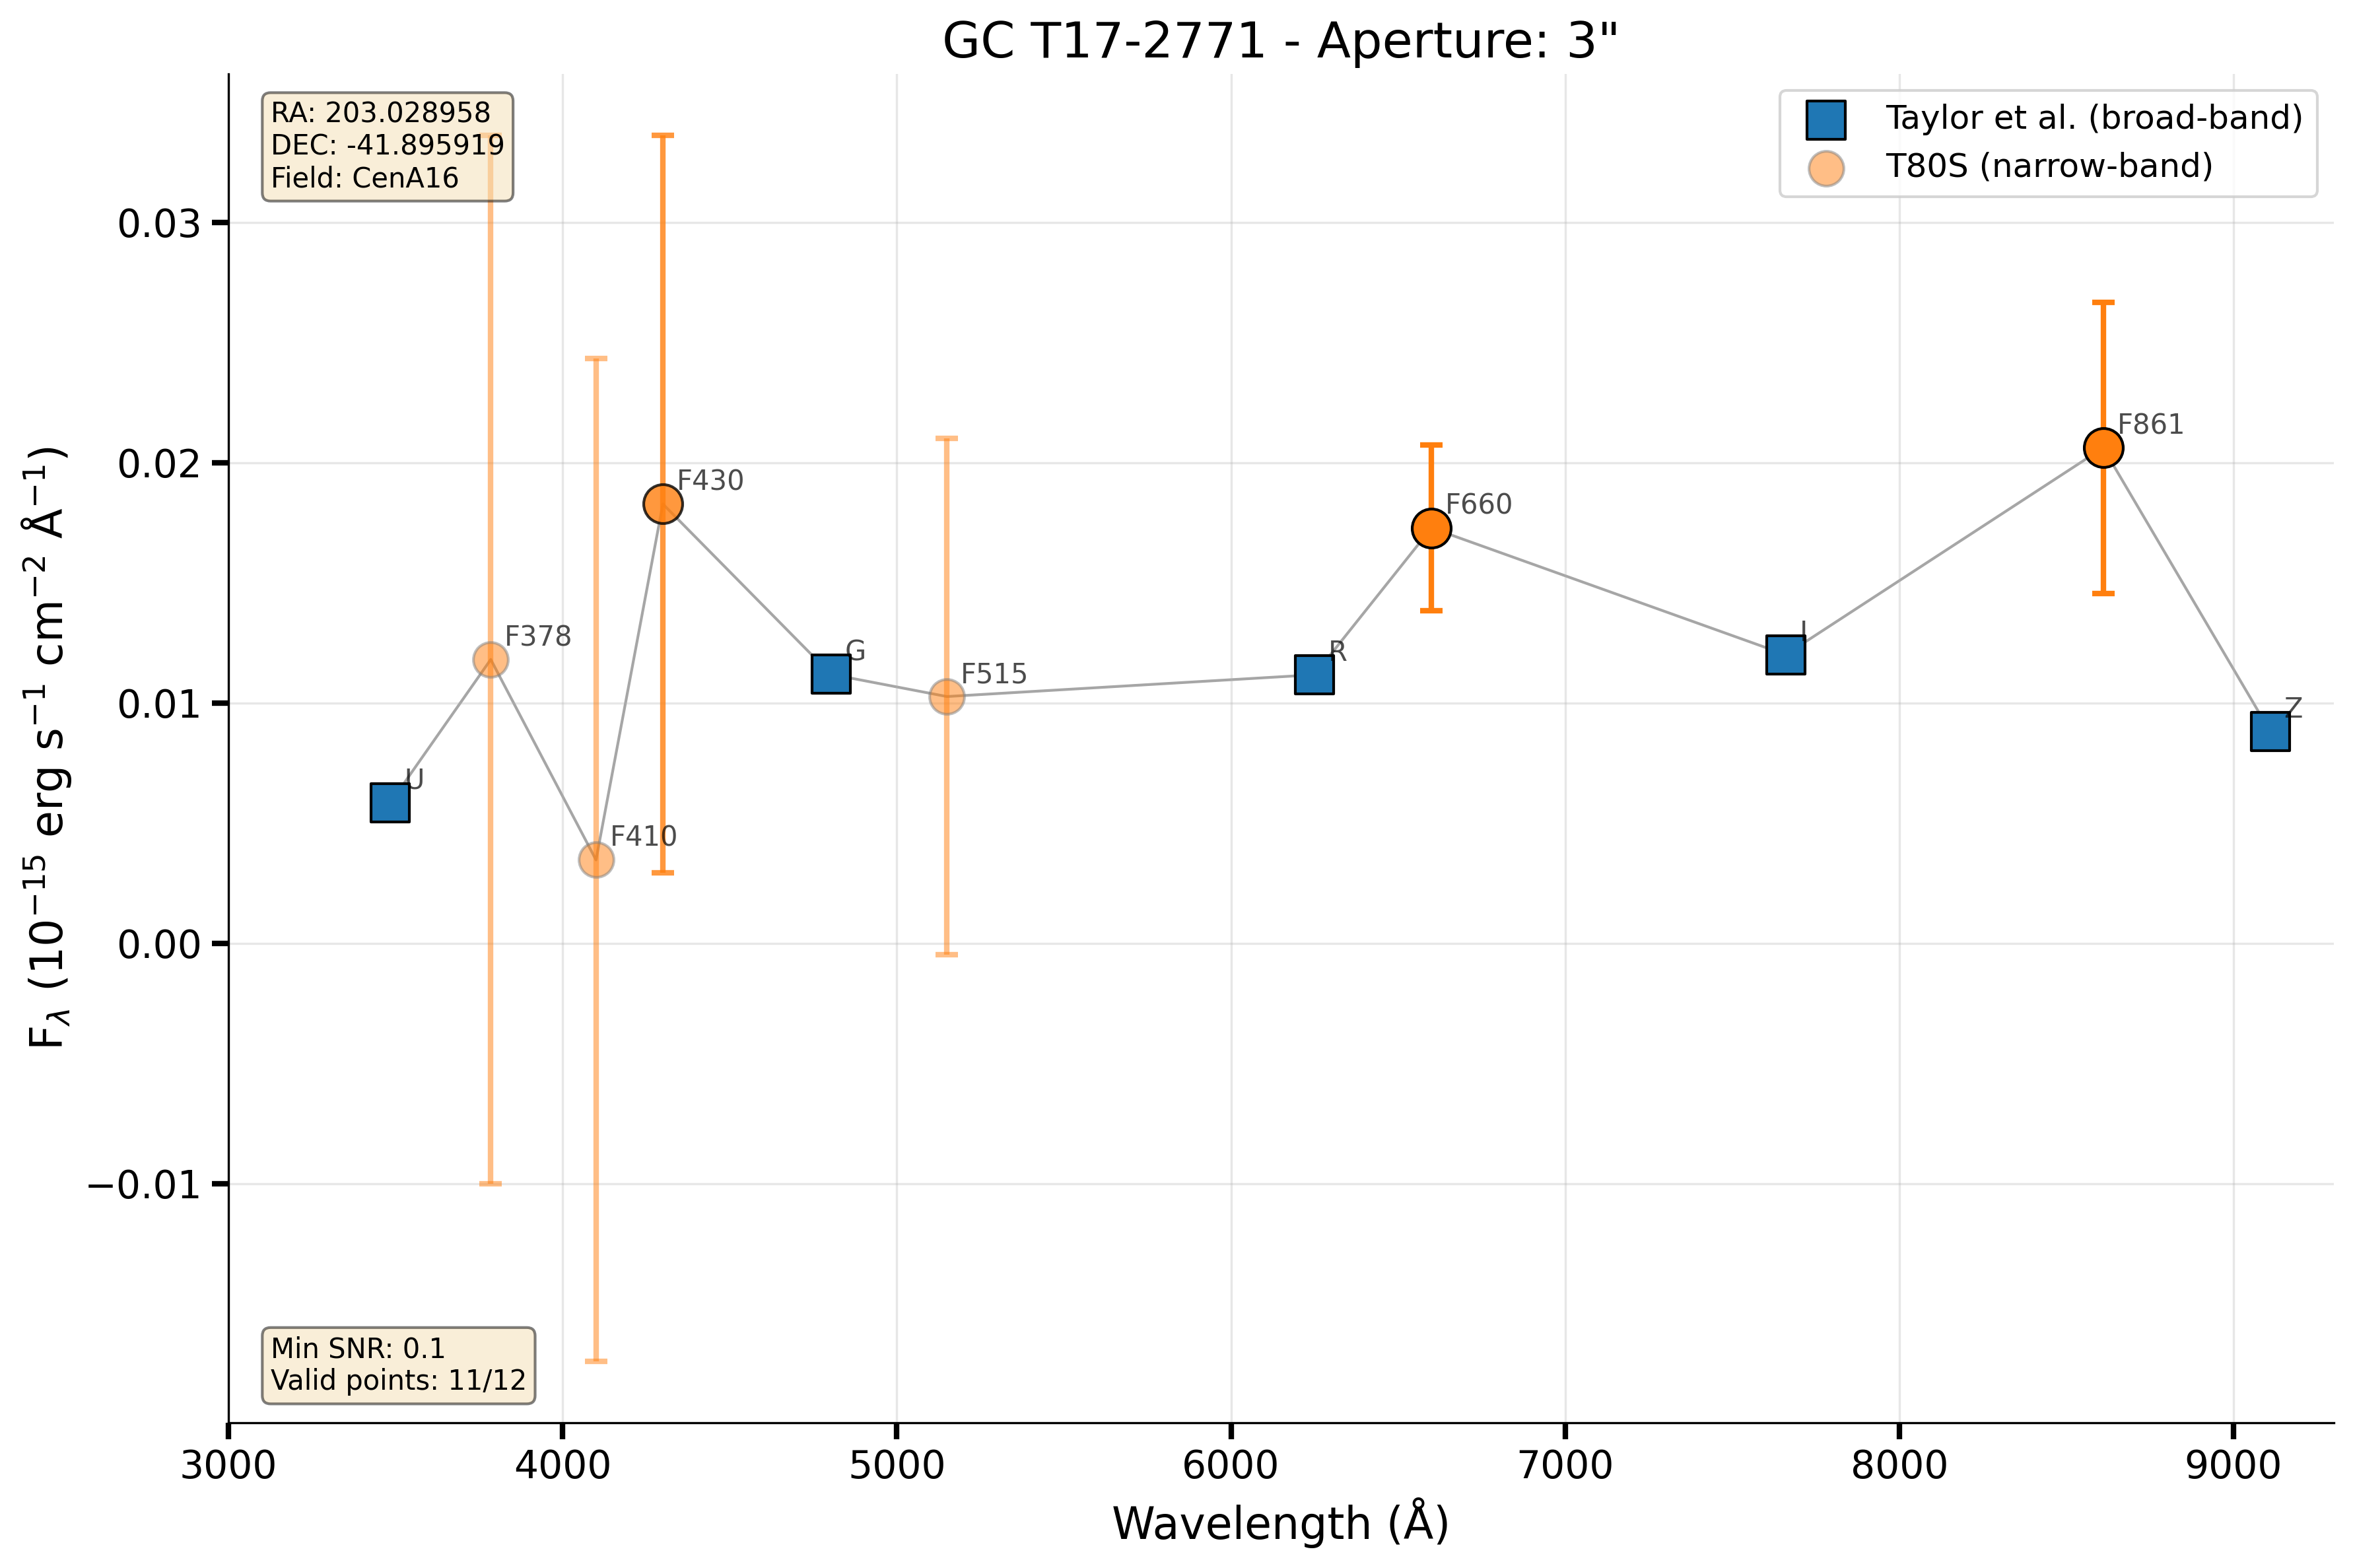 GC T17-2771 - Aperture: 3"
RA: 203.028958
DEC: -41.895919
Field: CenA16
Taylor et al. (broad-band)
T80S (narrow-band)
F_λ (10⁻¹⁵ erg s⁻¹ cm⁻² Å⁻¹)
0.03
0.02
0.01
0.00
−0.01
U
F378
F410
F430
G
F515
R
F660
I
F861
Z
Min SNR: 0.1
Valid points: 11/12
3000 4000 5000 6000 7000 8000 9000
Wavelength (Å)